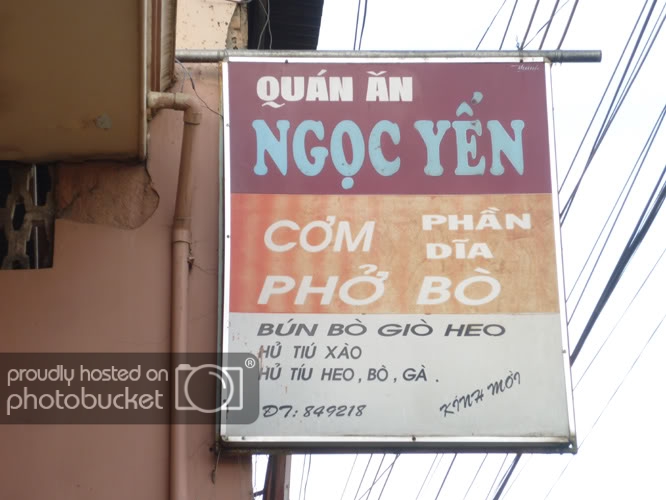 QUÁN ĂN
NGỌC YẾN
CƠM PHẦN
DĨA
PHỞ BÒ
BÚN BÒ GIÒ HEO
HỦ TIÚ XÀO
HỦ TÍU HEO, BÒ, GÀ.
ĐT: 849218
KÍNH MỜI
proudly hosted on
photobucket